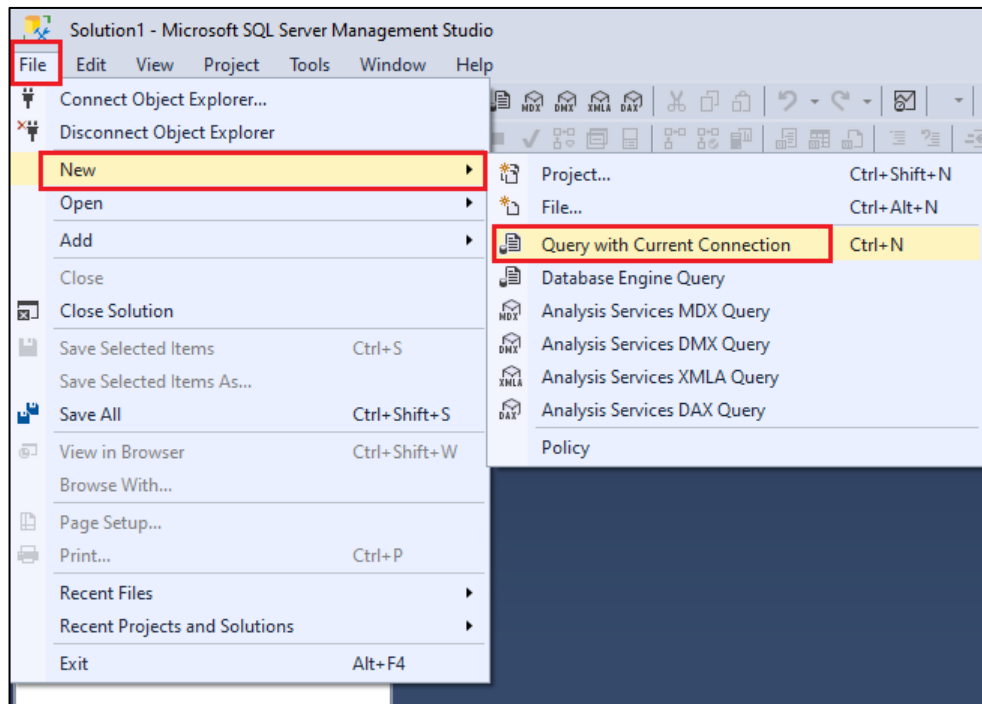 Solution1 - Microsoft SQL Server Management Studio
File Edit View Project Tools Window Help
MDX DMX XMLA DAX
Connect Object Explorer...
Disconnect Object Explorer
New
Open
Add
Close
Close Solution
Save Selected Items Ctrl+S
Save Selected Items As...
Save All Ctrl+Shift+S
View in Browser Ctrl+Shift+W
Browse With...
Page Setup...
Print... Ctrl+P
Recent Files
Recent Projects and Solutions
Exit Alt+F4
Project... Ctrl+Shift+N
File... Ctrl+Alt+N
Query with Current Connection Ctrl+N
Database Engine Query
MDX Analysis Services MDX Query
DMX Analysis Services DMX Query
XMLA Analysis Services XMLA Query
DAX Analysis Services DAX Query
Policy